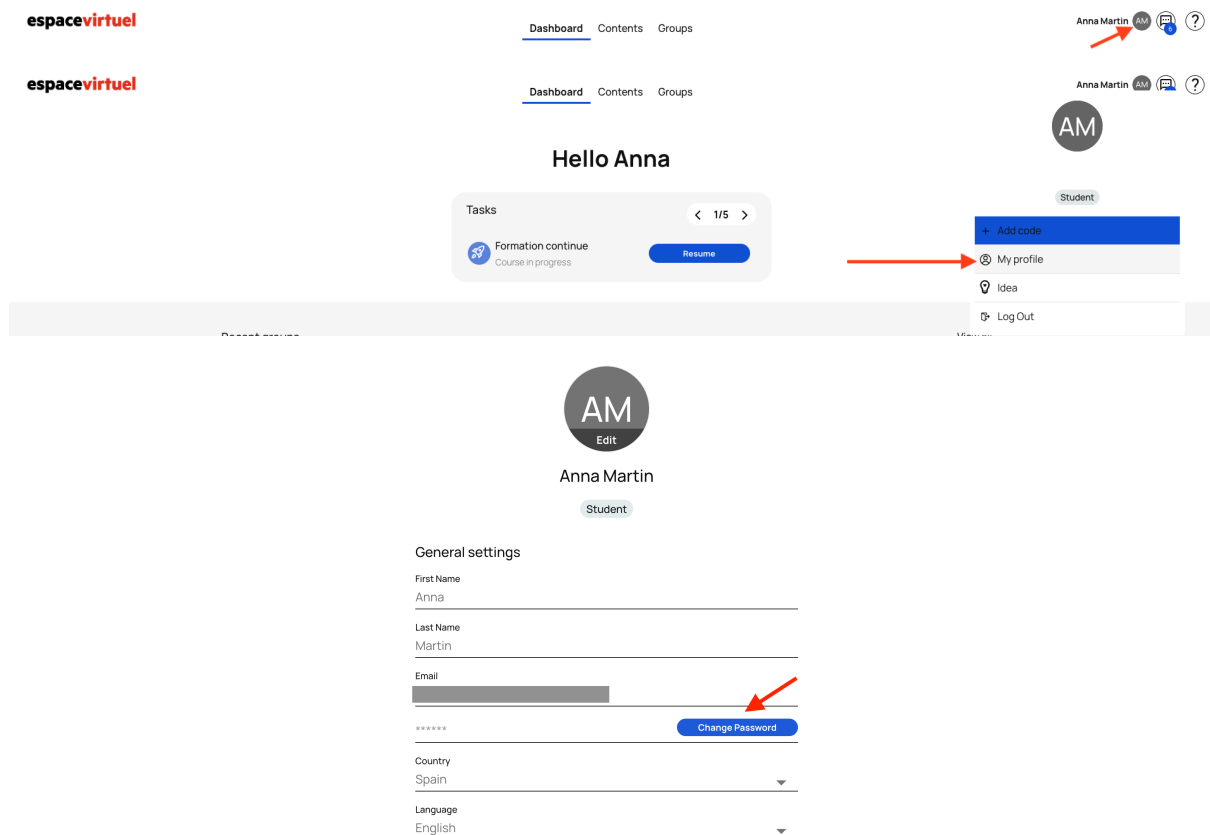 espacevirtuel
Dashboard Contents Groups
Anna Martin AM 6 ?
espacevirtuel
Dashboard Contents Groups
Anna Martin AM ?
AM
Hello Anna
Student
Tasks
< 1/5 >
+ Add code
Formation continue
Course in progress
Resume
My profile
Idea
Log Out
Recent groups
AM
Edit
Anna Martin
Student
General settings
First Name
Anna
Last Name
Martin
Email
******
Change Password
Country
Spain
Language
English